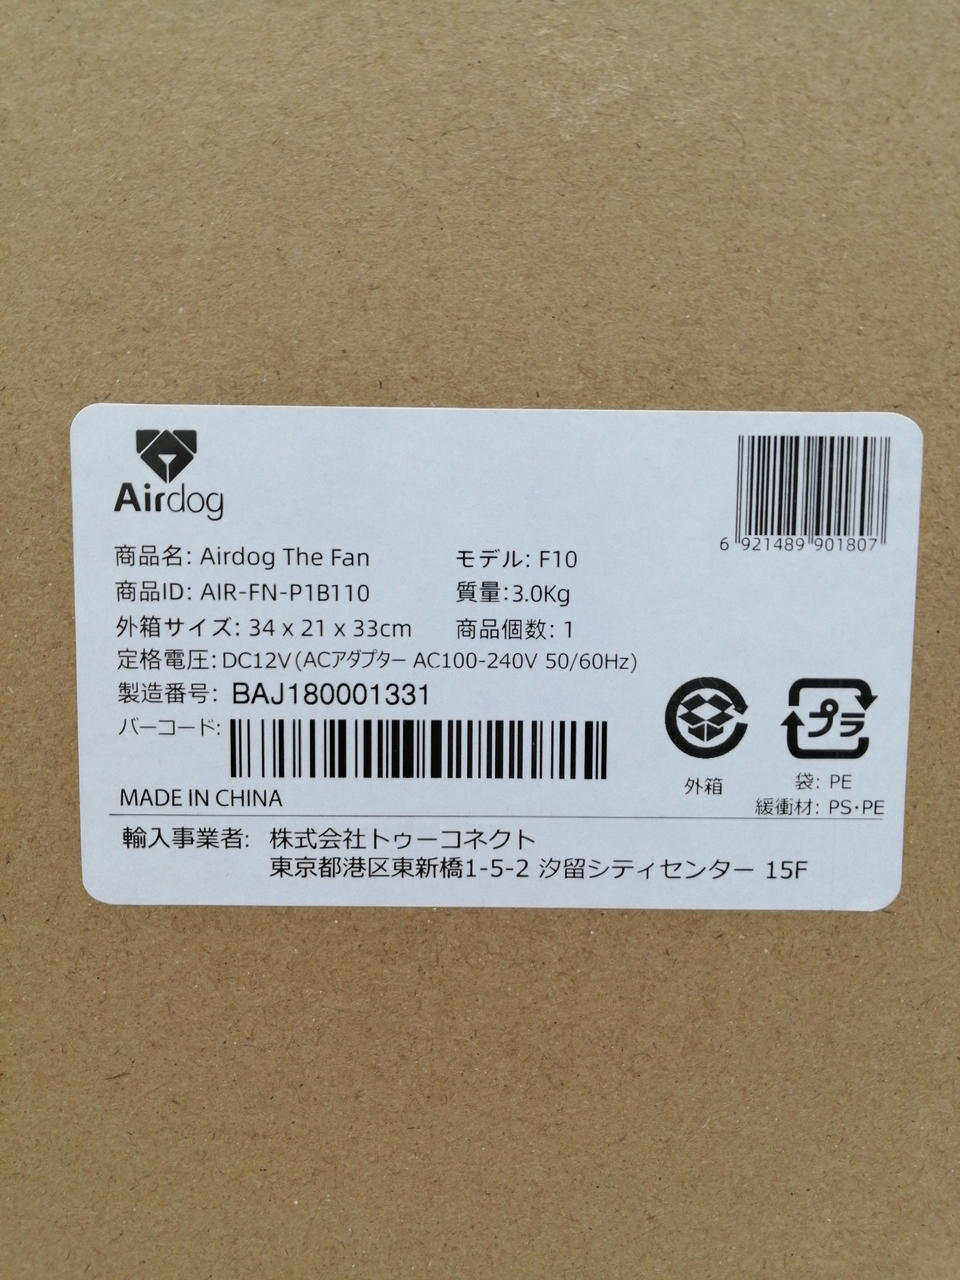 Airdog
6 921489 901807
商品名: Airdog The Fan モデル: F10
商品ID: AIR-FN-P1B110 質量:3.0Kg
外箱サイズ: 34 x 21 x 33cm 商品個数: 1
定格電圧: DC12V(ACアダプター AC100-240V 50/60Hz)
製造番号: BAJ180001331
バーコード:
プラ
外箱 袋: PE
緩衝材: PS・PE
MADE IN CHINA
輸入事業者: 株式会社トゥーコネクト
東京都港区東新橋1-5-2 汐留シティセンター 15F